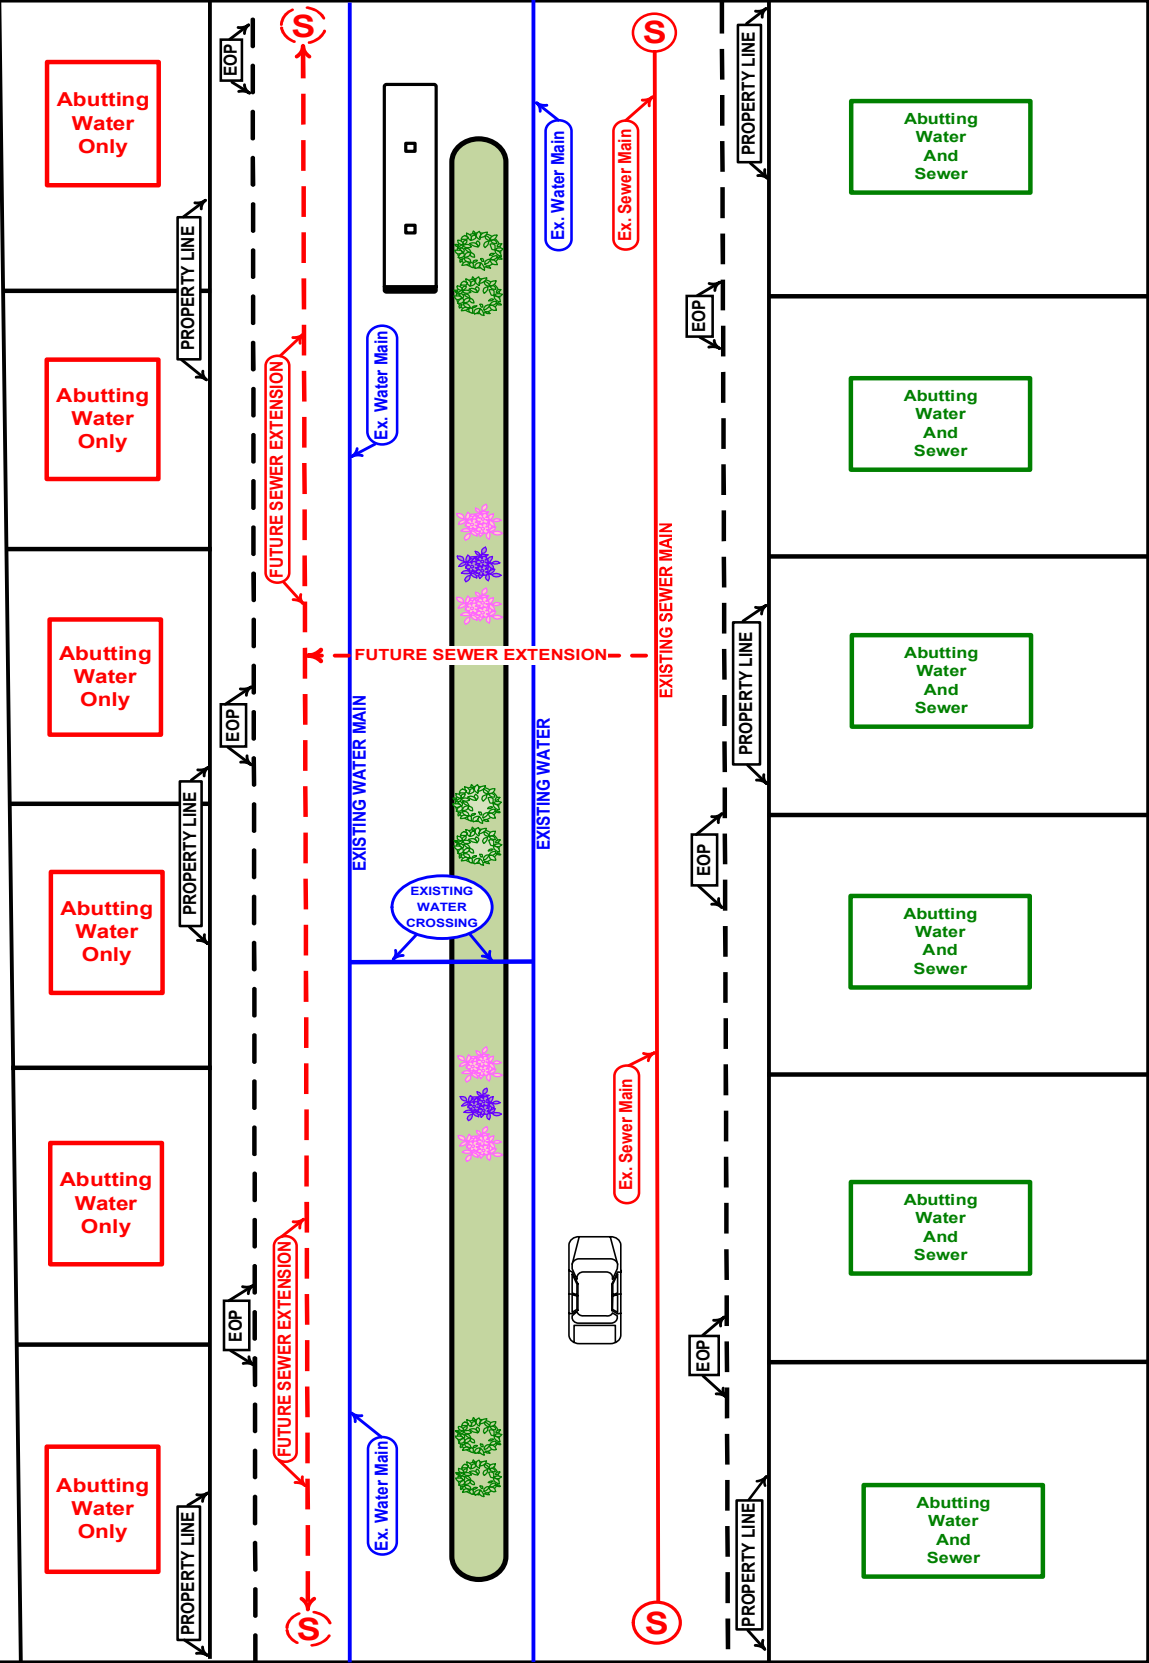 S
S
EOP
PROPERTY LINE
Abutting
Water
Only
Abutting
Water
And
Sewer
Ex. Water Main
Ex. Sewer Main
PROPERTY LINE
EOP
Ex. Water Main
FUTURE SEWER EXTENSION
Abutting
Water
Only
Abutting
Water
And
Sewer
EXISTING SEWER MAIN
FUTURE SEWER EXTENSION
Abutting
Water
Only
Abutting
Water
And
Sewer
PROPERTY LINE
EOP
EXISTING WATER MAIN
EXISTING WATER
PROPERTY LINE
EOP
EXISTING
WATER
CROSSING
Abutting
Water
Only
Abutting
Water
And
Sewer
Ex. Sewer Main
Abutting
Water
Only
Abutting
Water
And
Sewer
EOP
FUTURE SEWER EXTENSION
EOP
Ex. Water Main
Abutting
Water
Only
Abutting
Water
And
Sewer
PROPERTY LINE
PROPERTY LINE
S
S